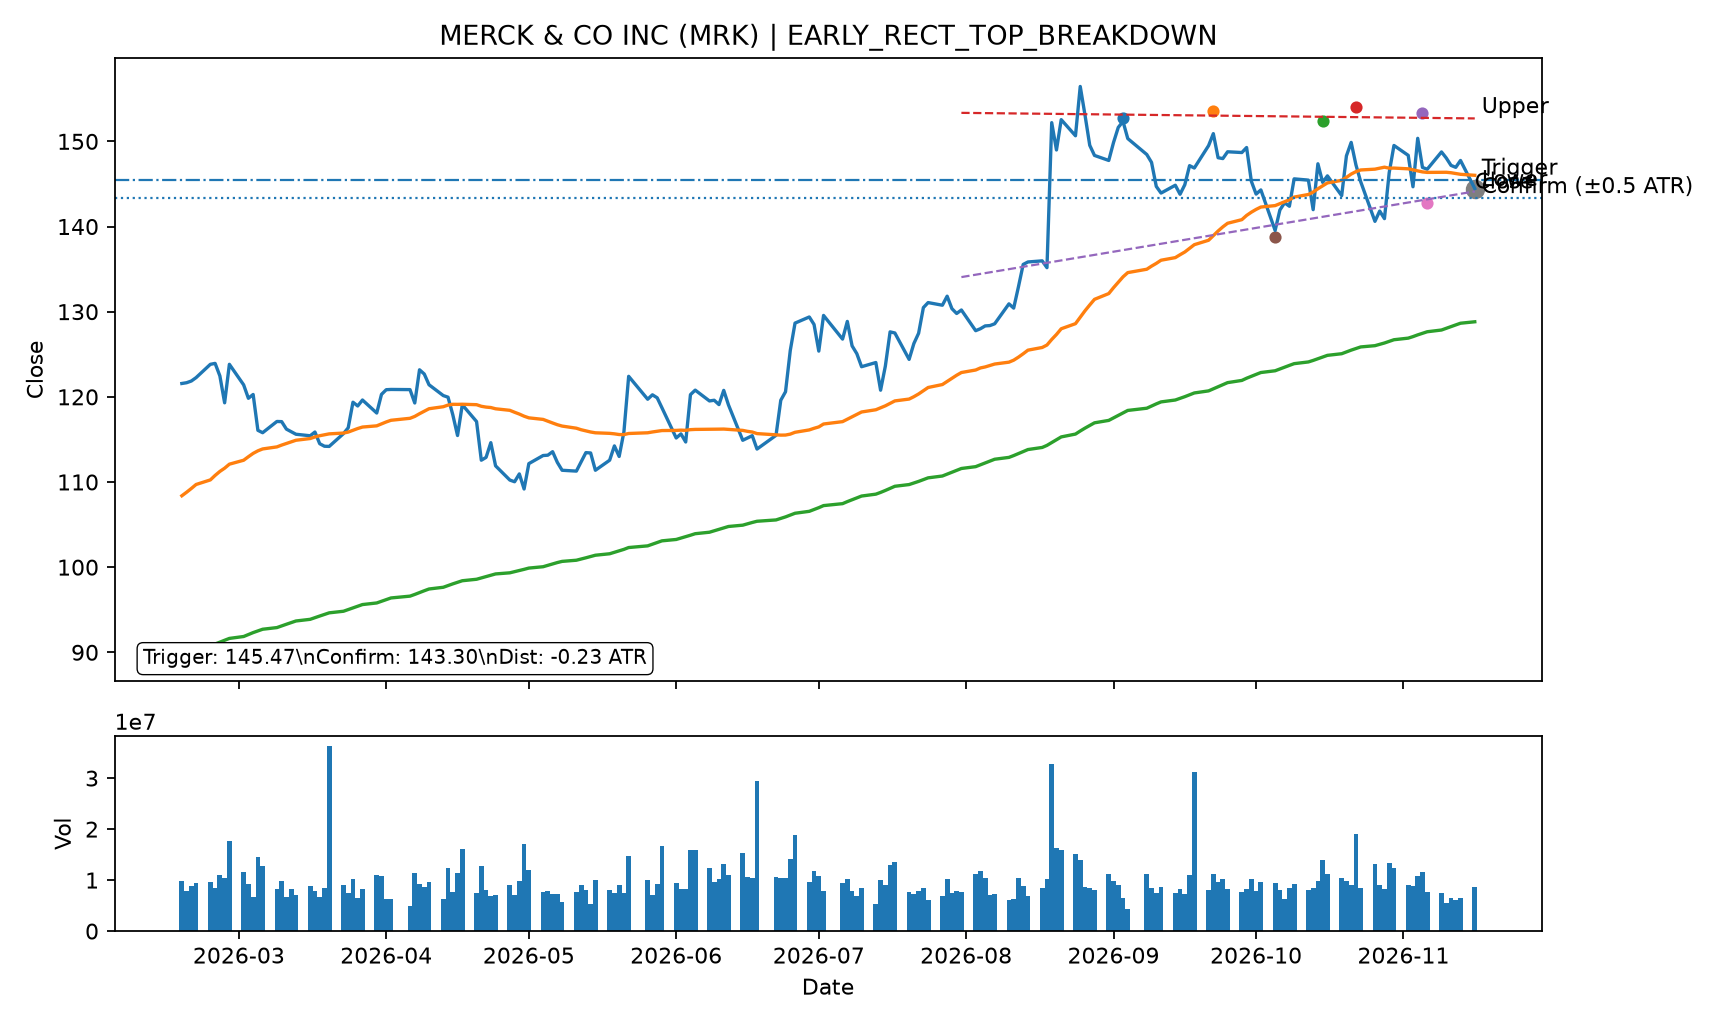 MERCK & CO INC (MRK) | EARLY_RECT_TOP_BREAKDOWN
Close
150
140
130
120
110
100
90
Upper
Trigger
Confirm (±0.5 ATR)
Trigger: 145.47\nConfirm: 143.30\nDist: -0.23 ATR
1e7
Vol
3
2
1
0
2026-03
2026-04
2026-05
2026-06
2026-07
2026-08
2026-09
2026-10
2026-11
Date